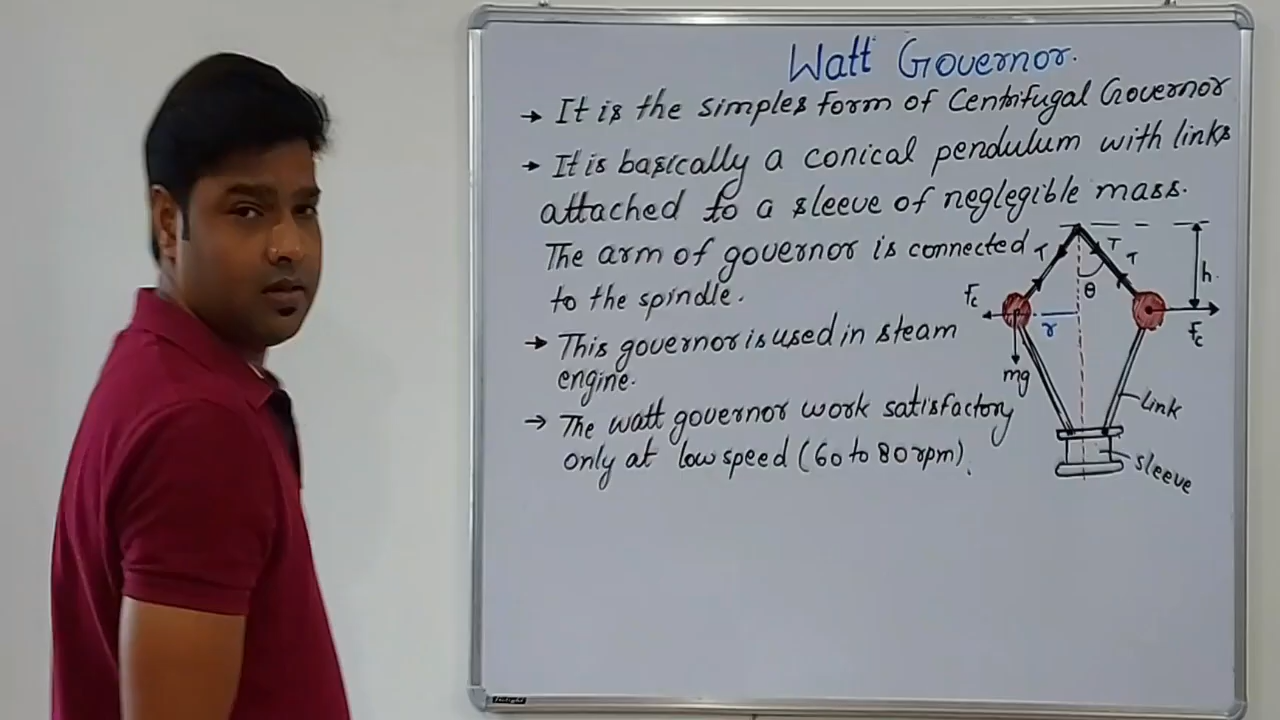 Watt Governor.
→ It is the simples form of Centrifugal Governor
→ It is basically a conical pendulum with links
attached to a sleeve of neglegible mass.
The arm of governor is connected
to the spindle.
→ This governor is used in steam
engine.
→ The watt governor work satisfactory
only at low speed (60 to 80 rpm).
T
T
T
θ
h.
Fc
r
Fc
mg
Link
sleeve